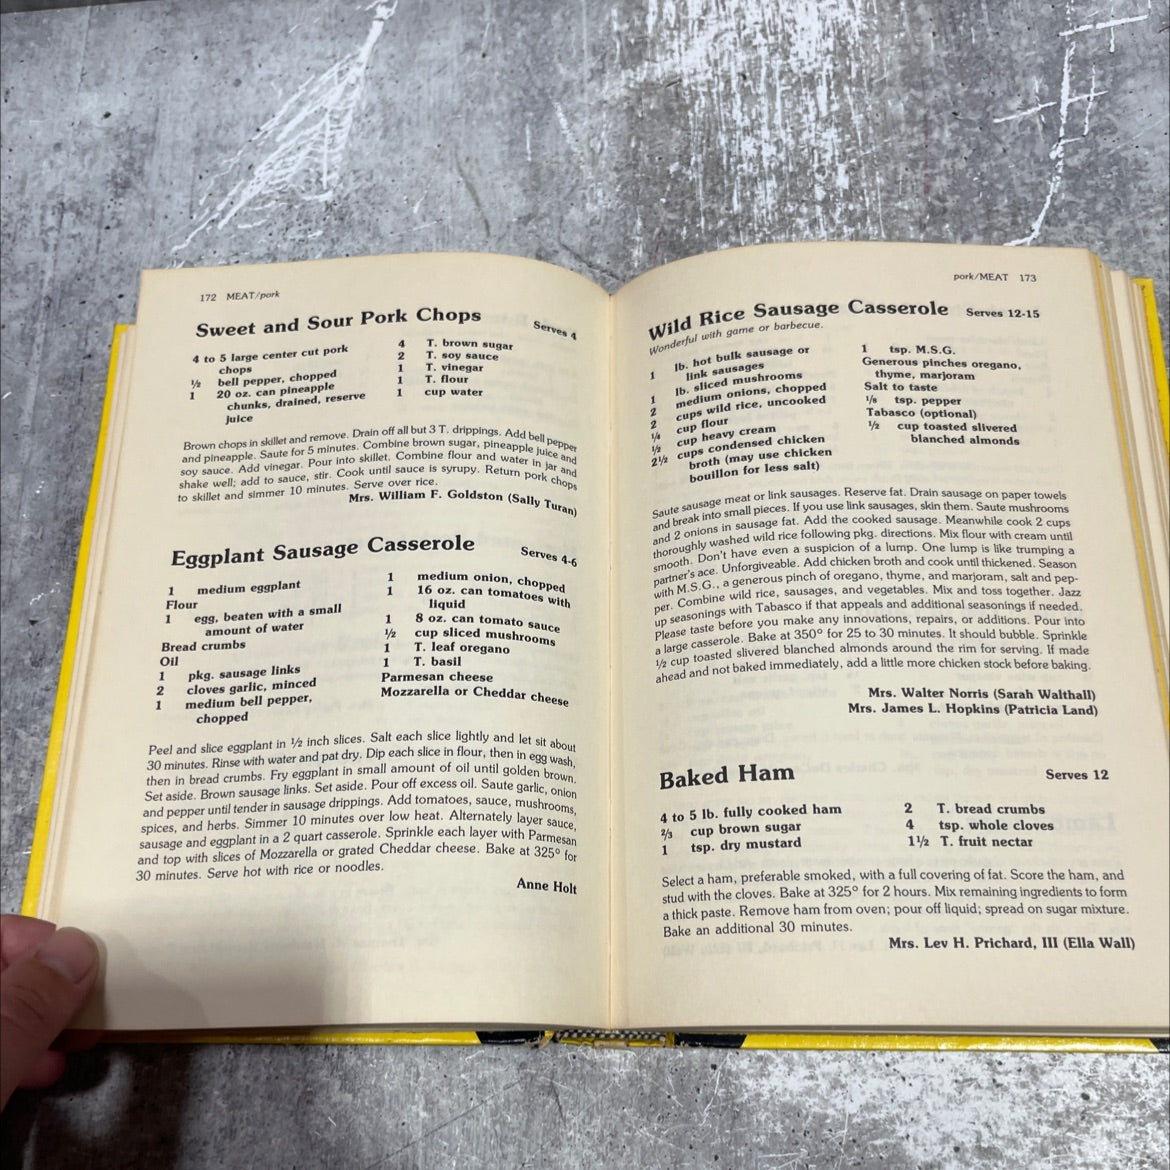 172 MEAT/pork
Sweet and Sour Pork Chops
Serves 4
4 to 5 large center cut pork
chops
½ bell pepper, chopped
1 20 oz. can pineapple
chunks, drained, reserve
juice
4 T. brown sugar
2 T. soy sauce
1 T. vinegar
1 T. flour
1 cup water
Brown chops in skillet and remove. Drain off all but 3 T. drippings. Add bell pepper
and pineapple. Saute for 5 minutes. Combine brown sugar, pineapple juice and
soy sauce. Add vinegar. Pour into skillet. Combine flour and water in jar and
shake well; add to sauce, stir. Cook until sauce is syrupy. Return pork chops
to skillet and simmer 10 minutes. Serve over rice.
Mrs. William F. Goldston (Sally Turan)
Eggplant Sausage Casserole
Serves 4-6
1 medium eggplant
Flour
1 egg, beaten with a small
amount of water
Bread crumbs
Oil
1 pkg. sausage links
2 cloves garlic, minced
1 medium bell pepper,
chopped
1 medium onion, chopped
1 16 oz. can tomatoes with
liquid
1 8 oz. can tomato sauce
½ cup sliced mushrooms
1 T. leaf oregano
1 T. basil
Parmesan cheese
Mozzarella or Cheddar cheese
Peel and slice eggplant in ½ inch slices. Salt each slice lightly and let sit about
30 minutes. Rinse with water and pat dry. Dip each slice in flour, then in egg wash,
then in bread crumbs. Fry eggplant in small amount of oil until golden brown.
Set aside. Brown sausage links. Set aside. Pour off excess oil. Saute garlic, onion
and pepper until tender in sausage drippings. Add tomatoes, sauce, mushrooms,
spices, and herbs. Simmer 10 minutes over low heat. Alternately layer sauce,
sausage and eggplant in a 2 quart casserole. Sprinkle each layer with Parmesan
and top with slices of Mozzarella or grated Cheddar cheese. Bake at 325° for
30 minutes. Serve hot with rice or noodles.
Anne Holt
pork/MEAT 173
Wild Rice Sausage Casserole
Serves 12-15
Wonderful with game or barbecue.
1 lb. hot bulk sausage or
link sausages
1 lb. sliced mushrooms
2 medium onions, chopped
2 cups wild rice, uncooked
¼ cup flour
½ cup heavy cream
2½ cups condensed chicken
broth (may use chicken
bouillon for less salt)
1 tsp. M.S.G.
Generous pinches oregano,
thyme, marjoram
Salt to taste
⅛ tsp. pepper
Tabasco (optional)
½ cup toasted slivered
blanched almonds
Saute sausage meat or link sausages. Reserve fat. Drain sausage on paper towels
and break into small pieces. If you use link sausages, skin them. Saute mushrooms
and 2 onions in sausage fat. Add the cooked sausage. Meanwhile cook 2 cups
thoroughly washed wild rice following pkg. directions. Mix flour with cream until
smooth. Don't have even a suspicion of a lump. One lump is like trumping a
partner's ace. Unforgiveable. Add chicken broth and cook until thickened. Season
with M.S.G., a generous pinch of oregano, thyme, and marjoram, salt and pep-
per. Combine wild rice, sausages, and vegetables. Mix and toss together. Jazz
up seasonings with Tabasco if that appeals and additional seasonings if needed.
Please taste before you make any innovations, repairs, or additions. Pour into
a large casserole. Bake at 350° for 25 to 30 minutes. It should bubble. Sprinkle
½ cup toasted slivered blanched almonds around the rim for serving. If made
ahead and not baked immediately, add a little more chicken stock before baking.
Mrs. Walter Norris (Sarah Walthall)
Mrs. James L. Hopkins (Patricia Land)
Baked Ham
Serves 12
4 to 5 lb. fully cooked ham
⅔ cup brown sugar
1 tsp. dry mustard
2 T. bread crumbs
4 tsp. whole cloves
1½ T. fruit nectar
Select a ham, preferable smoked, with a full covering of fat. Score the ham, and
stud with the cloves. Bake at 325° for 2 hours. Mix remaining ingredients to form
a thick paste. Remove ham from oven; pour off liquid; spread on sugar mixture.
Bake an additional 30 minutes.
Mrs. Lev H. Prichard, III (Ella Wall)